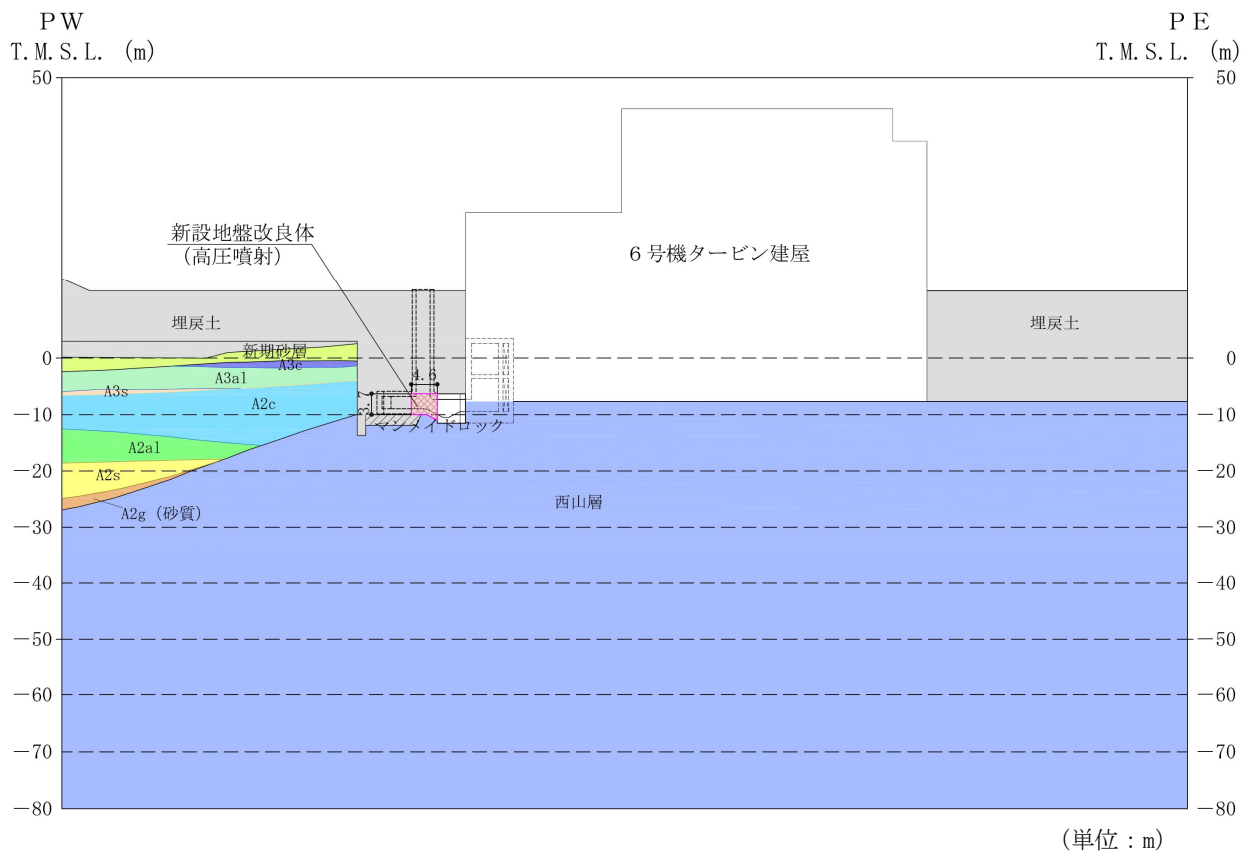 PW
T.M.S.L. (m)
PE
T.M.S.L. (m)
50
50
新設地盤改良体
(高圧噴射)
6号機タービン建屋
埋戻土
埋戻土
新期砂層
0
0
A3c
A3al
4.6
A3s
A2c
−10
−10
マンメイドロック
A2al
A2s
−20
−20
A2g (砂質)
西山層
−30
−30
−40
−40
−50
−50
−60
−60
−70
−70
−80
−80
(単位:m)